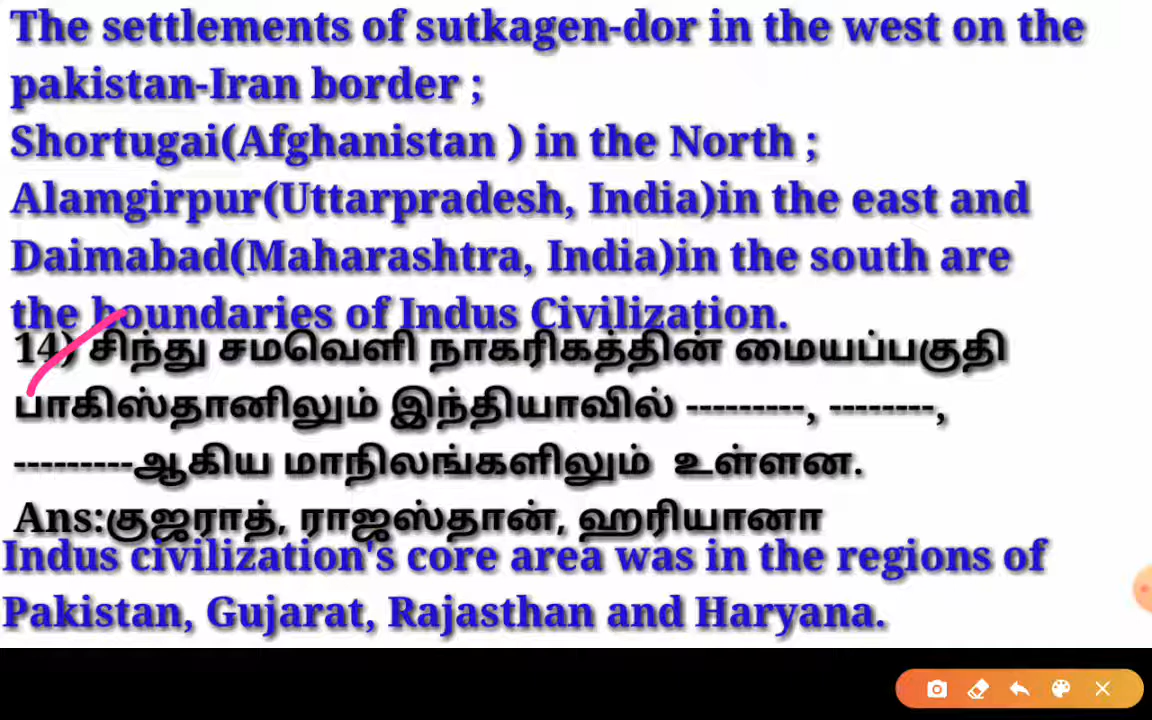 The settlements of sutkagen-dor in the west on the
pakistan-Iran border ;
Shortugai(Afghanistan ) in the North ;
Alamgirpur(Uttarpradesh, India)in the east and
Daimabad(Maharashtra, India)in the south are
the boundaries of Indus Civilization.
14) சிந்து சமவெளி நாகரிகத்தின் மையப்பகுதி
பாகிஸ்தானிலும் இந்தியாவில் ---------, --------,
---------ஆகிய மாநிலங்களிலும் உள்ளன.
Ans:குஜராத், ராஜஸ்தான், ஹரியானா
Indus civilization's core area was in the regions of
Pakistan, Gujarat, Rajasthan and Haryana.